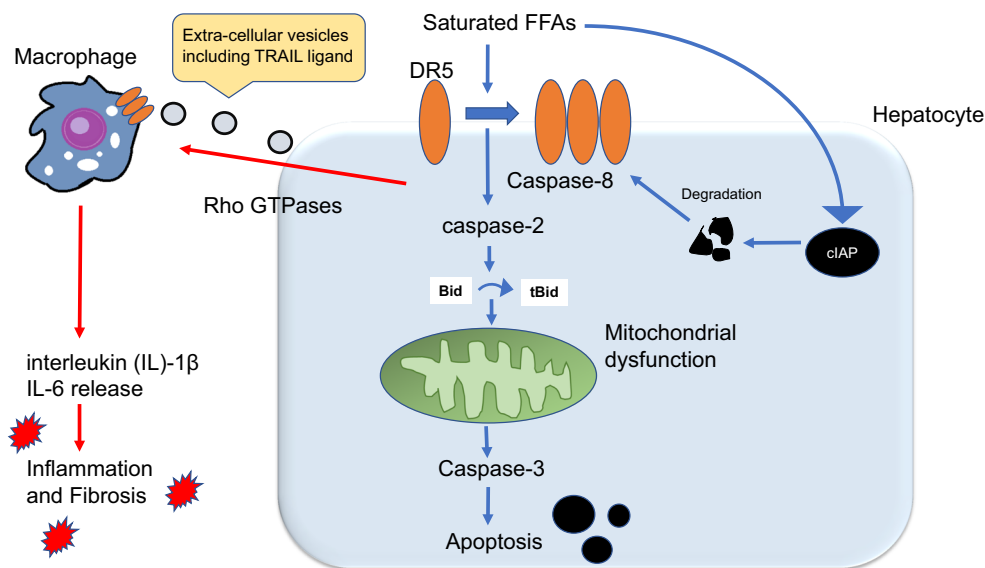 Saturated FFAs
Extra-cellular vesicles
including TRAIL ligand
Macrophage
DR5
Hepatocyte
Caspase-8
Degradation
Rho GTPases
caspase-2
cIAP
Bid
tBid
Mitochondrial
dysfunction
interleukin (IL)-1β
IL-6 release
Caspase-3
Inflammation
and Fibrosis
Apoptosis